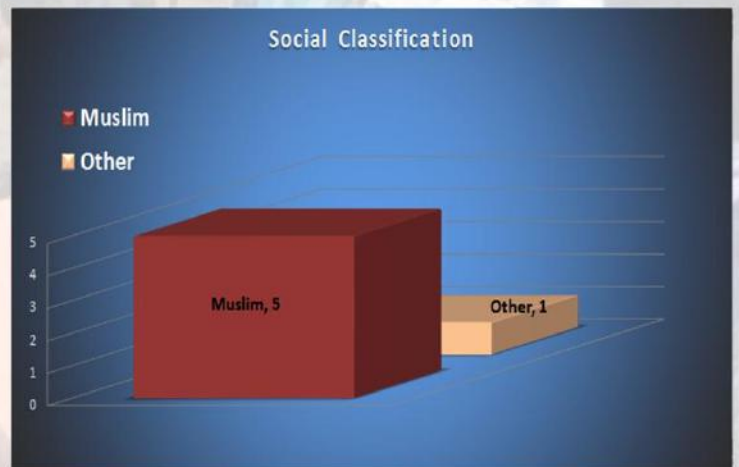 Social Classification
Muslim
Other
5
4
3
2
1
0
Muslim, 5
Other, 1